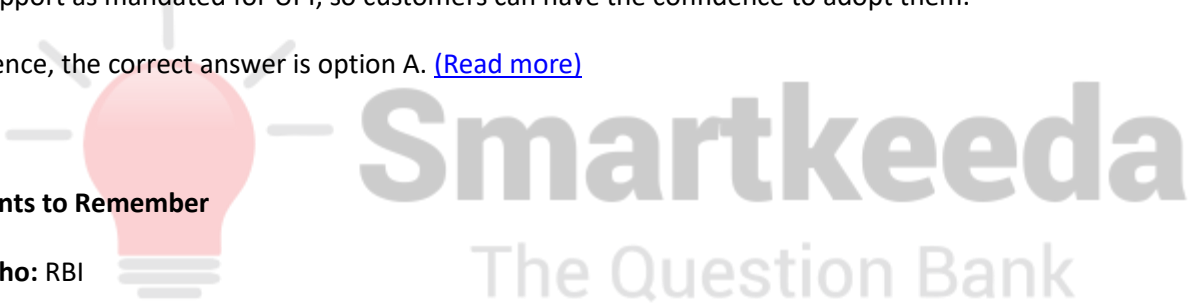 pport as mandated for UPI, so customers can have the confidence to adopt them.
ence, the correct answer is option A. (Read more)
Smartkeeda
nts to Remember
The Question Bank
ho: RBI